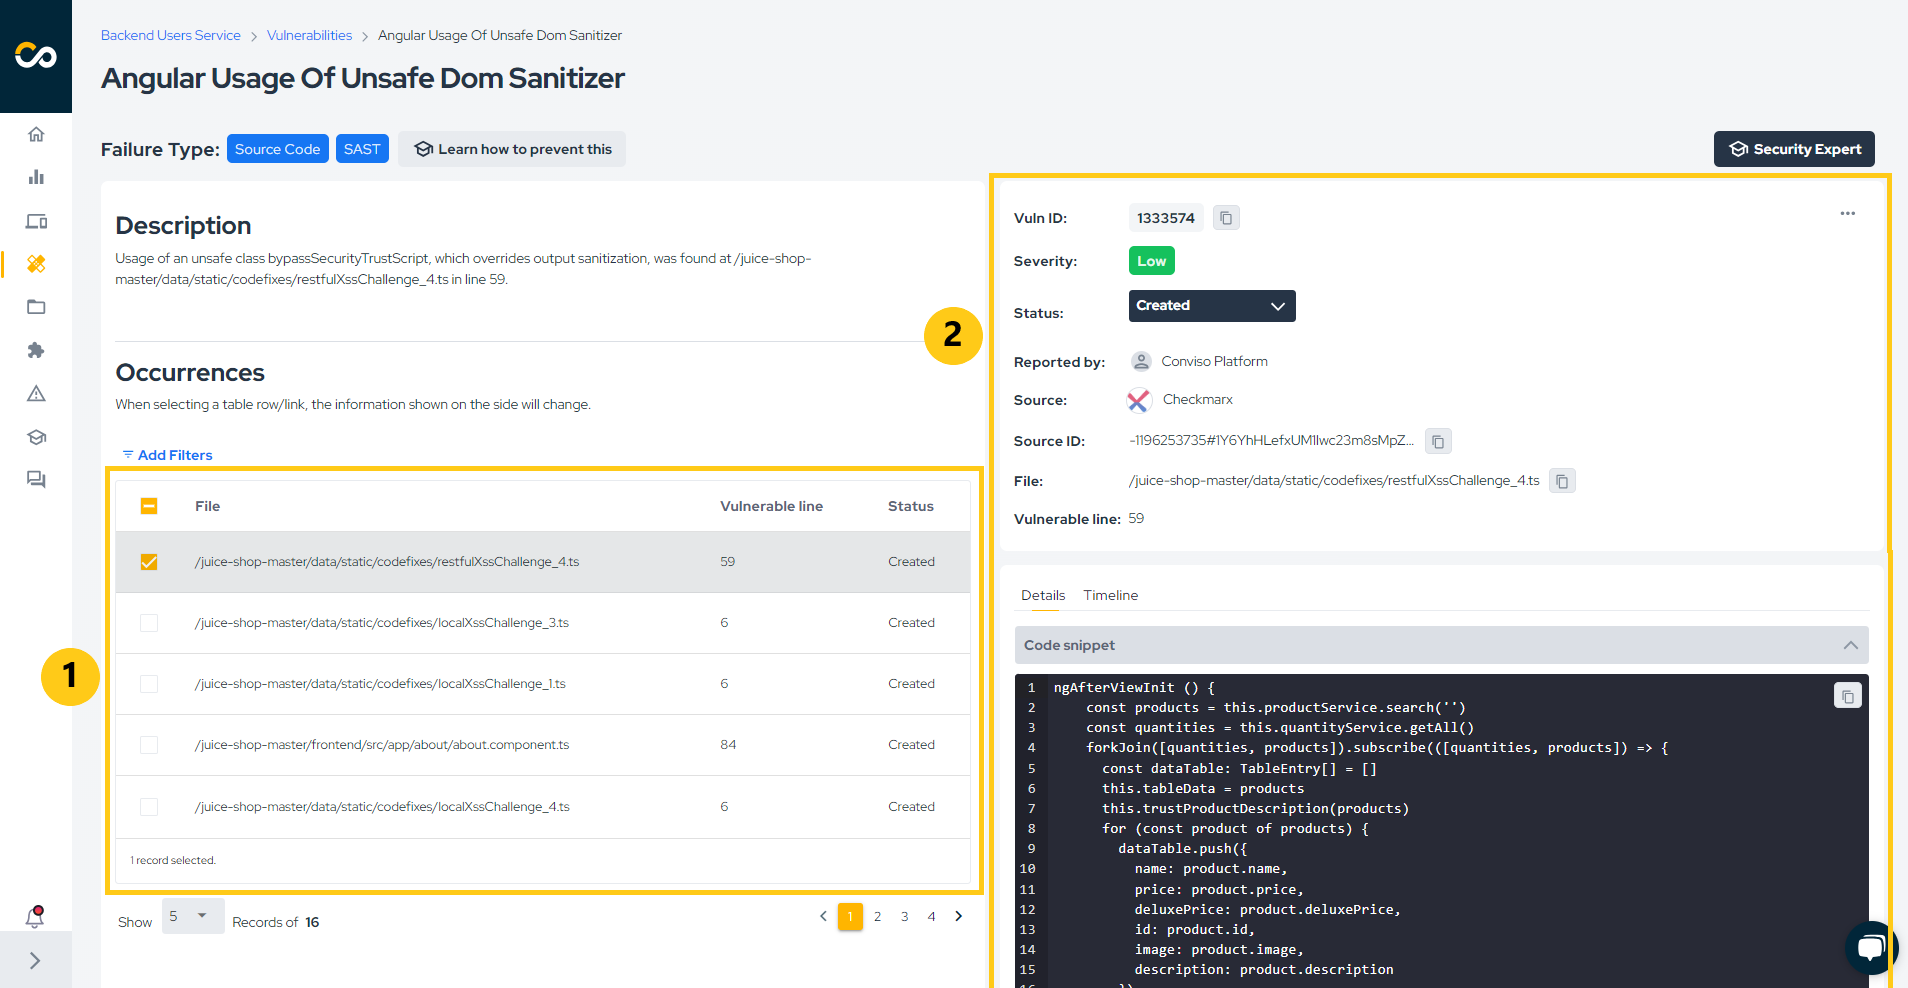 Backend Users Service > Vulnerabilities > Angular Usage Of Unsafe Dom Sanitizer
Angular Usage Of Unsafe Dom Sanitizer
Failure Type: Source Code SAST Learn how to prevent this
Security Expert
Description
Usage of an unsafe class bypassSecurityTrustScript, which overrides output sanitization, was found at /juice-shop-
master/data/static/codefixes/restfulXssChallenge_4.ts in line 59.
Occurrences
When selecting a table row/link, the information shown on the side will change.
Add Filters
File Vulnerable line Status
/juice-shop-master/data/static/codefixes/restfulXssChallenge_4.ts 59 Created
/juice-shop-master/data/static/codefixes/localXssChallenge_3.ts 6 Created
/juice-shop-master/data/static/codefixes/localXssChallenge_1.ts 6 Created
/juice-shop-master/frontend/src/app/about/about.component.ts 84 Created
/juice-shop-master/data/static/codefixes/localXssChallenge_4.ts 6 Created
1 record selected.
Show 5 Records of 16
1 2 3 4
1
2
Vuln ID: 1333574
Severity: Low
Status: Created
Reported by: Conviso Platform
Source: Checkmarx
Source ID: -1196253735#1Y6YhHLefxUM1Iwc23m8sMpZ...
File: /juice-shop-master/data/static/codefixes/restfulXssChallenge_4.ts
Vulnerable line: 59
Details Timeline
Code snippet
1 ngAfterViewInit () {
2 const products = this.productService.search('')
3 const quantities = this.quantityService.getAll()
4 forkJoin([quantities, products]).subscribe(([quantities, products]) => {
5 const dataTable: TableEntry[] = []
6 this.tableData = products
7 this.trustProductDescription(products)
8 for (const product of products) {
9 dataTable.push({
10 name: product.name,
11 price: product.price,
12 deluxePrice: product.deluxePrice,
13 id: product.id,
14 image: product.image,
15 description: product.description